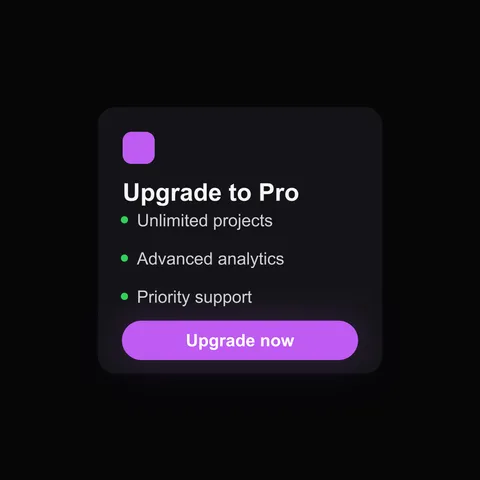 Upgrade to Pro
Unlimited projects
Advanced analytics
Priority support
Upgrade now